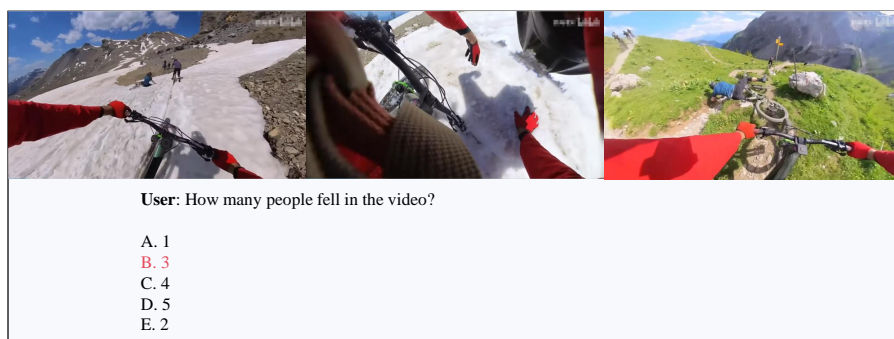 User: How many people fell in the video?
A. 1
B. 3
C. 4
D. 5
E. 2